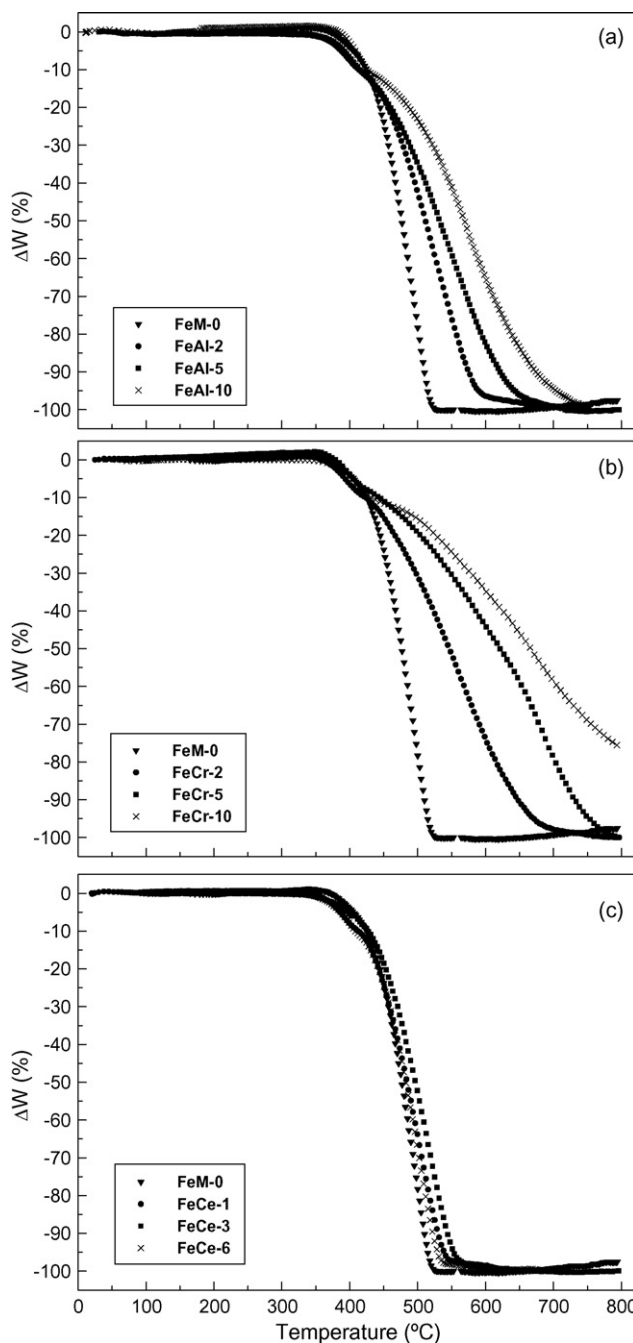 (a)
0
-10
-20
-30
-40
-50
-60
-70
-80
-90
-100
ΔW (%)
FeM-0
FeAl-2
FeAl-5
FeAl-10
(b)
0
-10
-20
-30
-40
-50
-60
-70
-80
-90
-100
ΔW (%)
FeM-0
FeCr-2
FeCr-5
FeCr-10
(c)
0
-10
-20
-30
-40
-50
-60
-70
-80
-90
-100
ΔW (%)
FeM-0
FeCe-1
FeCe-3
FeCe-6
0 100 200 300 400 500 600 700 800
Temperature (ºC)